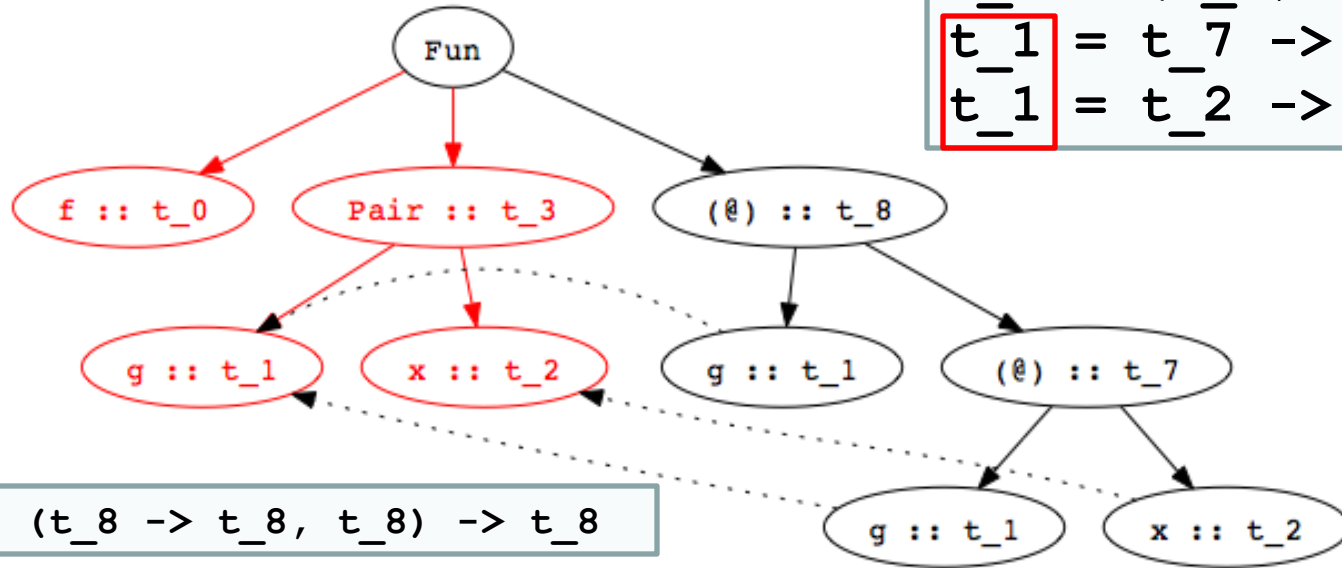 Fun
t_1 = t_7 ->
t_1 = t_2 ->
f :: t_0
Pair :: t_3
(@) :: t_8
g :: t_1
x :: t_2
g :: t_1
(@) :: t_7
(t_8 -> t_8, t_8) -> t_8
g :: t_1
x :: t_2